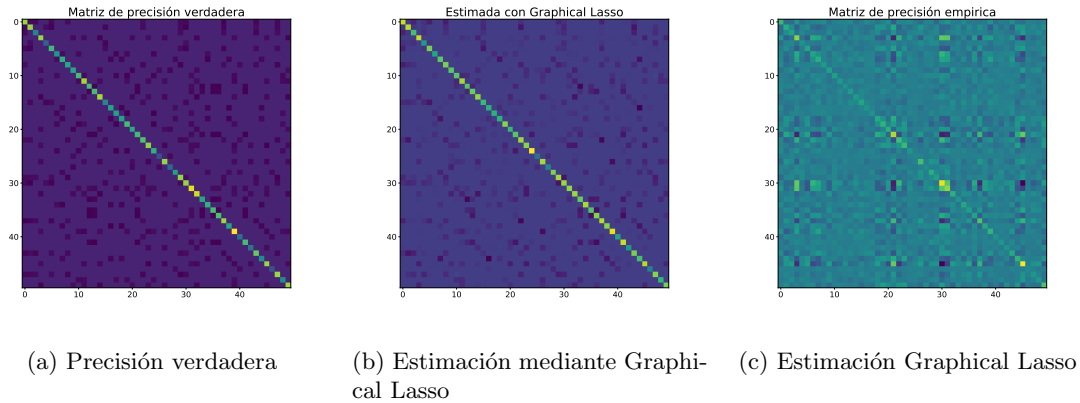 Matriz de precisión verdadera
0
10
20
30
40
0 10 20 30 40
Estimada con Graphical Lasso
0
10
20
30
40
0 10 20 30 40
Matriz de precisión empirica
0
10
20
30
40
0 10 20 30 40
(a) Precisión verdadera
(b) Estimación mediante Graphi-
cal Lasso
(c) Estimación Graphical Lasso